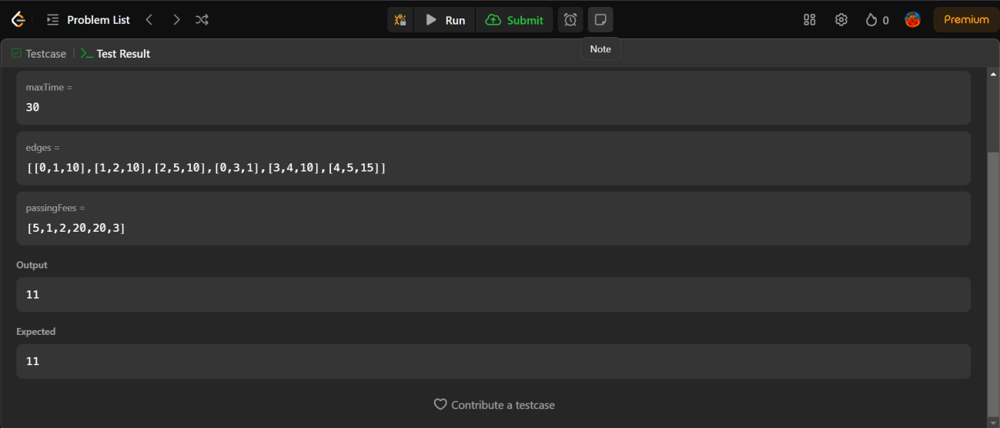 Problem List
Run
Submit
0
Premium
Testcase
Test Result
Note
maxTime =
30
edges =
[[0,1,10],[1,2,10],[2,5,10],[0,3,1],[3,4,10],[4,5,15]]
passingFees =
[5,1,2,20,20,3]
Output
11
Expected
11
Contribute a testcase